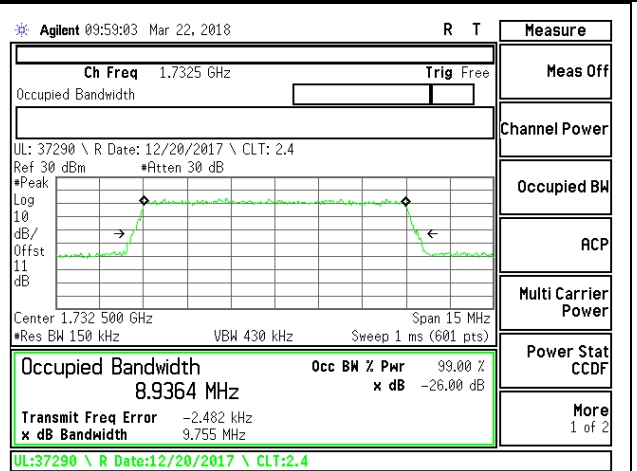 Agilent 09:59:03 Mar 22, 2018 R T
Measure
Ch Freq 1.7325 GHz Trig Free
Occupied Bandwidth
UL: 37290 \ R Date: 12/20/2017 \ CLT: 2.4
Ref 30 dBm #Atten 30 dB
#Peak
Log
10
dB/
Offst
11
dB
Center 1.732 500 GHz Span 15 MHz
#Res BW 150 kHz VBW 430 kHz Sweep 1 ms (601 pts)
Occupied Bandwidth Occ BW % Pwr 99.00 %
8.9364 MHz x dB -26.00 dB
Transmit Freq Error -2.482 kHz
x dB Bandwidth 9.755 MHz
UL:37290 \ R Date:12/20/2017 \ CLT:2.4
Meas Off
Channel Power
Occupied BW
ACP
Multi Carrier
Power
Power Stat
CCDF
More
1 of 2